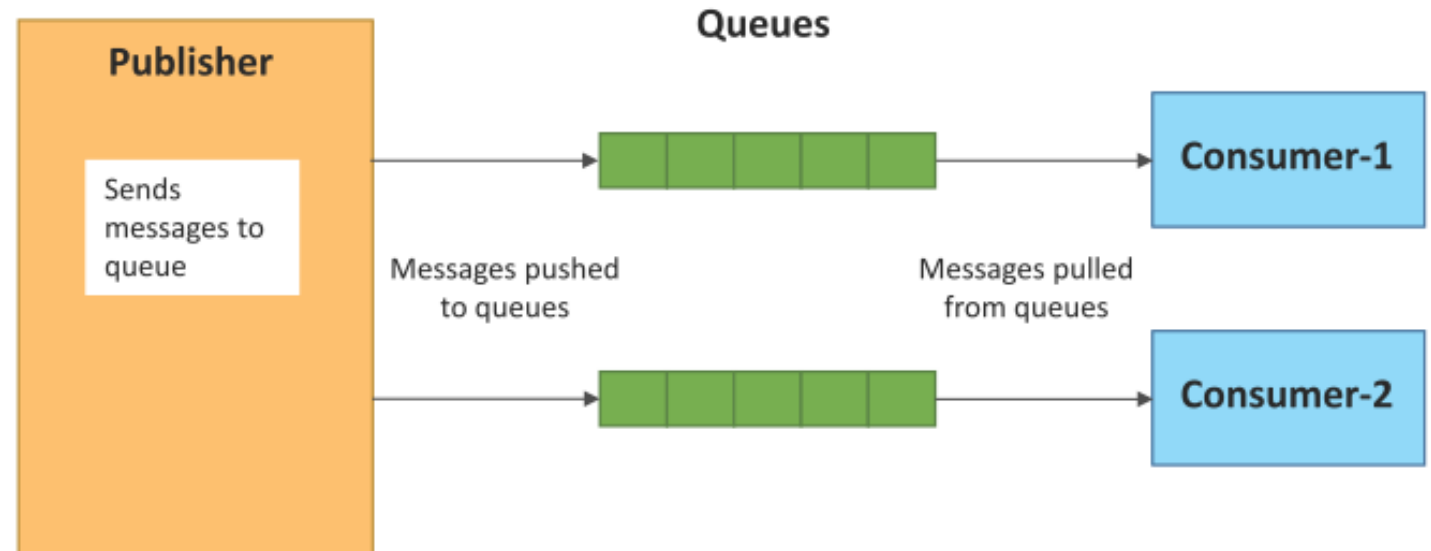 Queues
Publisher
Sends
messages to
queue
Messages pushed
to queues
Messages pulled
from queues
Consumer-1
Consumer-2